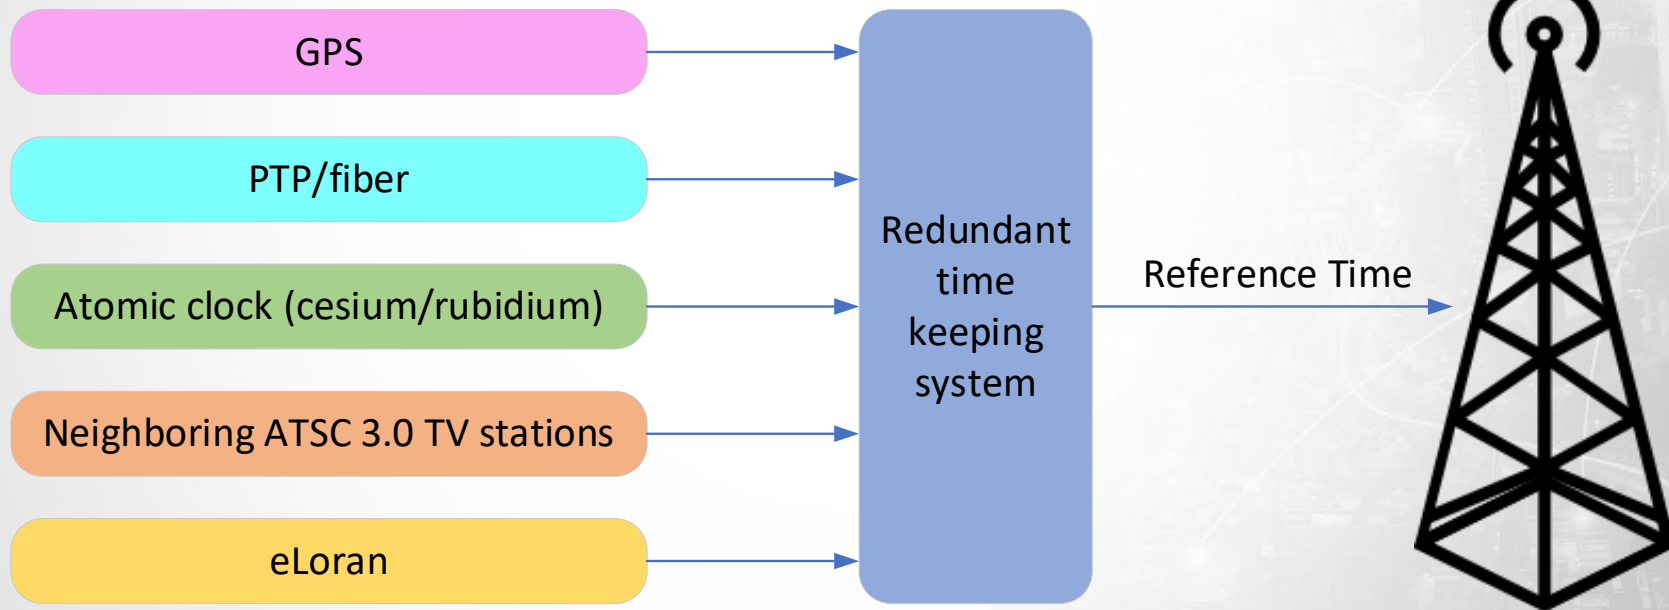 GPS
PTP/fiber
Atomic clock (cesium/rubidium)
Neighboring ATSC 3.0 TV stations
eLoran
Redundant
time
keeping
system
Reference Time